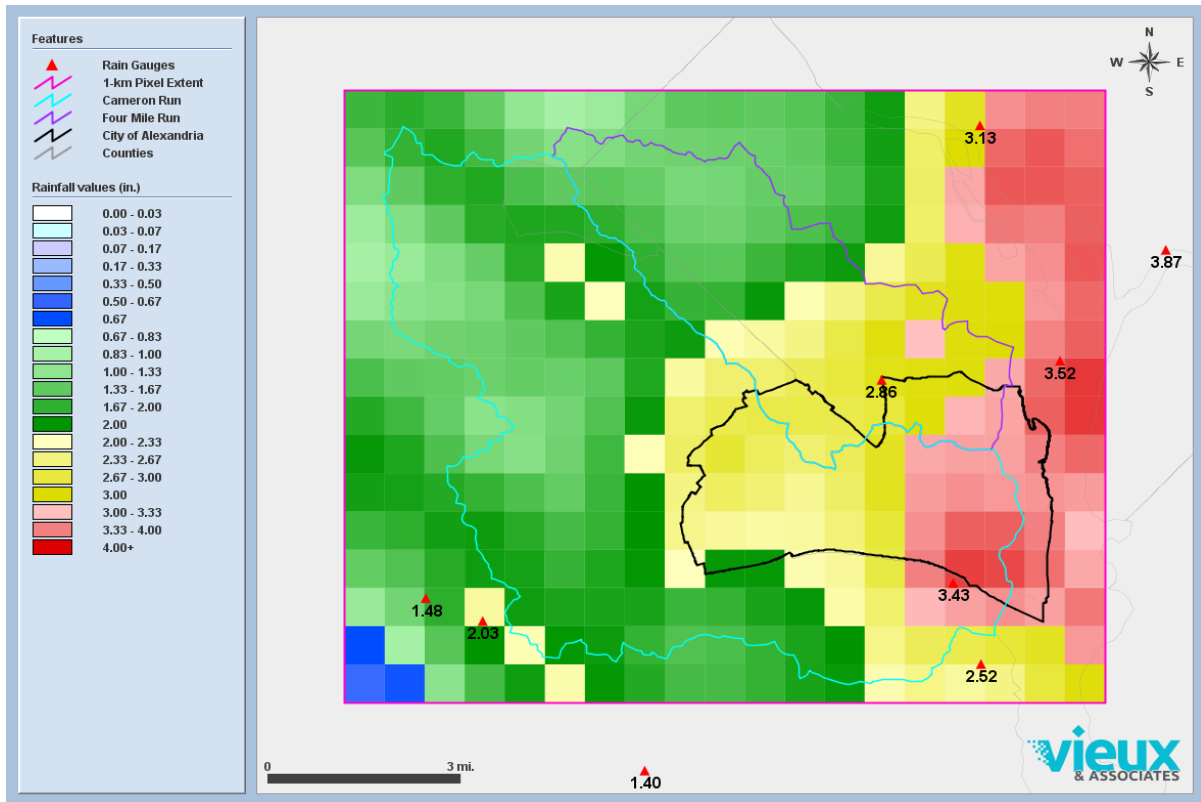 Features
Rain Gauges
1-km Pixel Extent
Cameron Run
Four Mile Run
City of Alexandria
Counties
Rainfall values (in.)
0.00 - 0.03
0.03 - 0.07
0.07 - 0.17
0.17 - 0.33
0.33 - 0.50
0.50 - 0.67
0.67
0.67 - 0.83
0.83 - 1.00
1.00 - 1.33
1.33 - 1.67
1.67 - 2.00
2.00
2.00 - 2.33
2.33 - 2.67
2.67 - 3.00
3.00
3.00 - 3.33
3.33 - 4.00
4.00+
N
W E
S
3.13
3.87
3.52
2.86
3.43
1.48
2.03
2.52
1.40
0 3 mi.
vieux
& ASSOCIATES